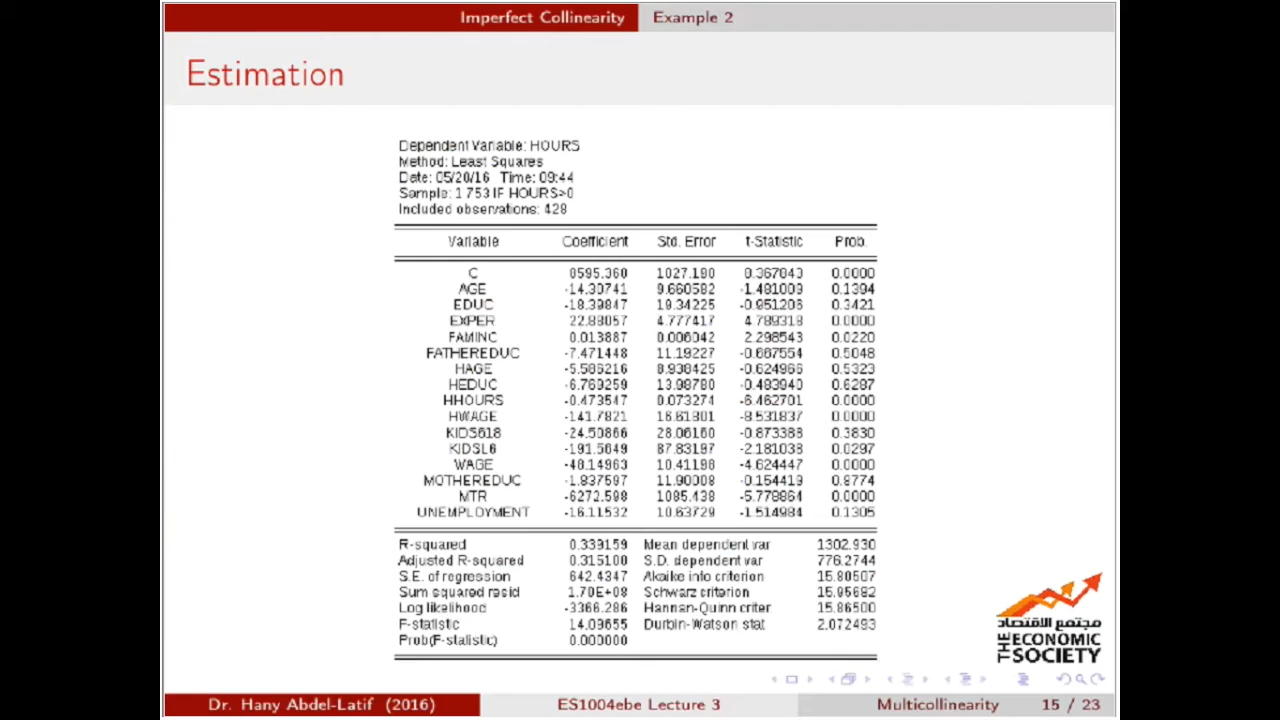 Imperfect Collinearity Example 2
Estimation
Dependent Variable: HOURS
Method: Least Squares
Date: 05/20/16 Time: 09:44
Sample: 1 753 IF HOURS>0
Included observations: 428
Variable Coefficient Std. Error t-Statistic Prob.
C 8595.360 1027.190 8.367843 0.0000
AGE -14.30741 9.660582 -1.481009 0.1394
EDUC -18.39847 19.34225 -0.951206 0.3421
EXPER 22.88057 4.777417 4.789318 0.0000
FAMINC 0.013887 0.006042 2.298543 0.0220
FATHEREDUC -7.471448 11.19227 -0.667554 0.5048
HAGE -5.586216 8.938425 -0.624966 0.5323
HEDUC -6.769259 13.98780 -0.483940 0.6287
HHOURS -0.473547 0.073274 -6.462701 0.0000
HWAGE -141.7821 16.61801 -8.531837 0.0000
KIDS618 -24.50866 28.06160 -0.873388 0.3830
KIDSL6 -191.5649 87.83197 -2.181038 0.0297
WAGE -48.14963 10.41198 -4.624447 0.0000
MOTHEREDUC -1.837597 11.90008 -0.154419 0.8774
MTR -6272.598 1085.438 -5.778864 0.0000
UNEMPLOYMENT -16.11532 10.63729 -1.514984 0.1305
R-squared 0.339159 Mean dependent var 1302.930
Adjusted R-squared 0.315100 S.D. dependent var 776.2744
S.E. of regression 642.4347 Akaike info criterion 15.80507
Sum squared resid 1.70E+08 Schwarz criterion 15.95682
Log likelihood -3366.286 Hannan-Quinn criter 15.86500
F-statistic 14.09655 Durbin-Watson stat 2.072493
Prob(F-statistic) 0.000000
مجتمع الاقتصاد
THE ECONOMIC SOCIETY
Dr. Hany Abdel-Latif (2016) ES1004ebe Lecture 3 Multicollinearity 15 / 23